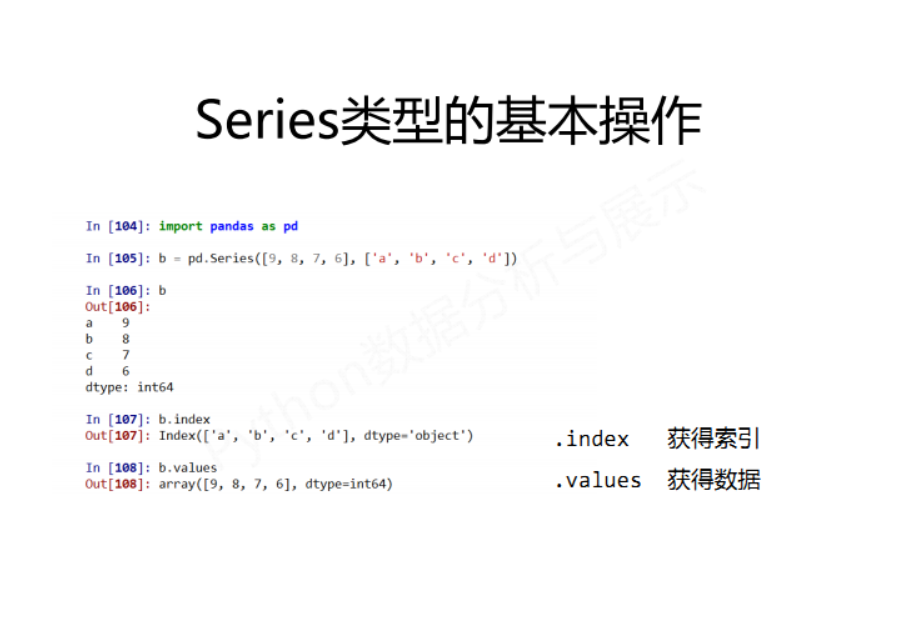 Series类型的基本操作
In [104]: import pandas as pd
In [105]: b = pd.Series([9, 8, 7, 6], ['a', 'b', 'c', 'd'])
In [106]: b
Out[106]:
a    9
b    8
c    7
d    6
dtype: int64
In [107]: b.index
Out[107]: Index(['a', 'b', 'c', 'd'], dtype='object')
In [108]: b.values
Out[108]: array([9, 8, 7, 6], dtype=int64)
.index 获得索引
.values 获得数据
Python数据分析与展示